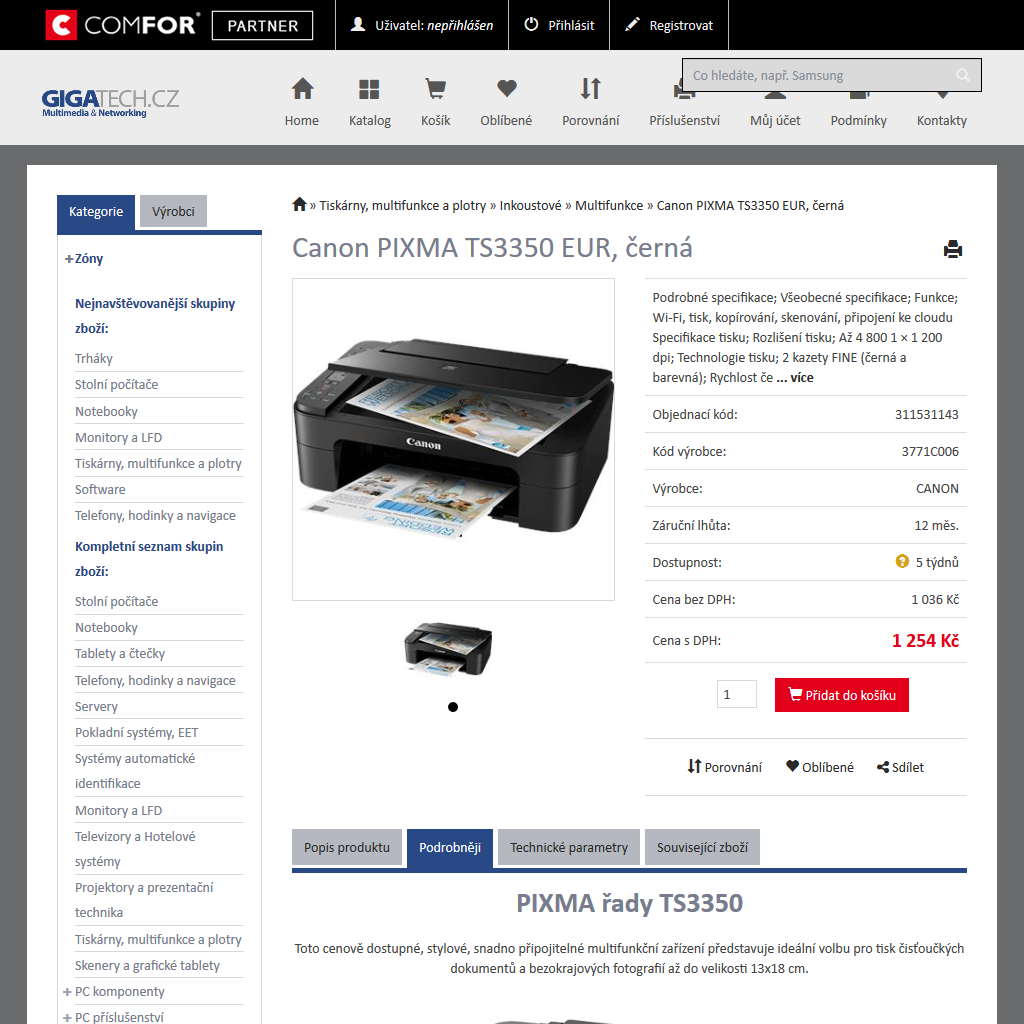 COMFOR® PARTNER
Uživatel: nepřihlášen
Přihlásit
Registrovat
GIGATECH.CZ
Multimedia & Networking
Co hledáte, např. Samsung
Home
Katalog
Košík
Oblíbené
Porovnání
Příslušenství
Můj účet
Podmínky
Kontakty
Kategorie
Výrobci
Zóny
Nejnavštěvovanější skupiny
zboží:
Trháky
Stolní počítače
Notebooky
Monitory a LFD
Tiskárny, multifunkce a plotry
Software
Telefony, hodinky a navigace
Kompletní seznam skupin
zboží:
Stolní počítače
Notebooky
Tablety a čtečky
Telefony, hodinky a navigace
Servery
Pokladní systémy, EET
Systémy automatické
identifikace
Monitory a LFD
Televizory a Hotelové
systémy
Projektory a prezentační
technika
Tiskárny, multifunkce a plotry
Skenery a grafické tablety
PC komponenty
PC příslušenství
» Tiskárny, multifunkce a plotry » Inkoustové » Multifunkce » Canon PIXMA TS3350 EUR, černá
Canon PIXMA TS3350 EUR, černá
Canon
Podrobné specifikace; Všeobecné specifikace; Funkce;
Wi-Fi, tisk, kopírování, skenování, připojení ke cloudu
Specifikace tisku; Rozlišení tisku; Až 4 800 1 × 1 200
dpi; Technologie tisku; 2 kazety FINE (černá a
barevná); Rychlost če ... více
Objednací kód: 311531143
Kód výrobce: 3771C006
Výrobce: CANON
Záruční lhůta: 12 měs.
Dostupnost: ? 5 týdnů
Cena bez DPH: 1 036 Kč
Cena s DPH: 1 254 Kč
1
Přidat do košíku
Porovnání
Oblíbené
Sdílet
Popis produktu
Podrobněji
Technické parametry
Související zboží
PIXMA řady TS3350
Toto cenově dostupné, stylové, snadno připojitelné multifunkční zařízení představuje ideální volbu pro tisk čisťoučkých
dokumentů a bezokrajových fotografií až do velikosti 13x18 cm.